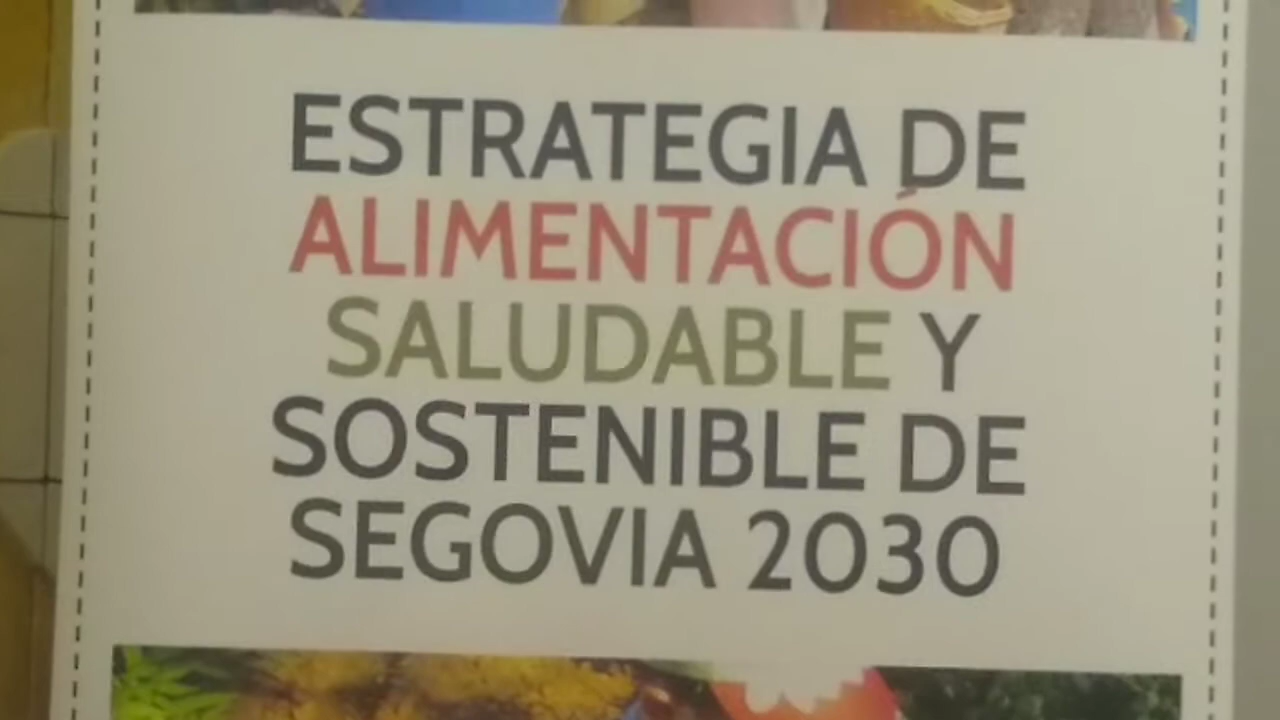 ESTRATEGIA DE
ALIMENTACIÓN
SALUDABLE Y
SOSTENIBLE DE
SEGOVIA 2030